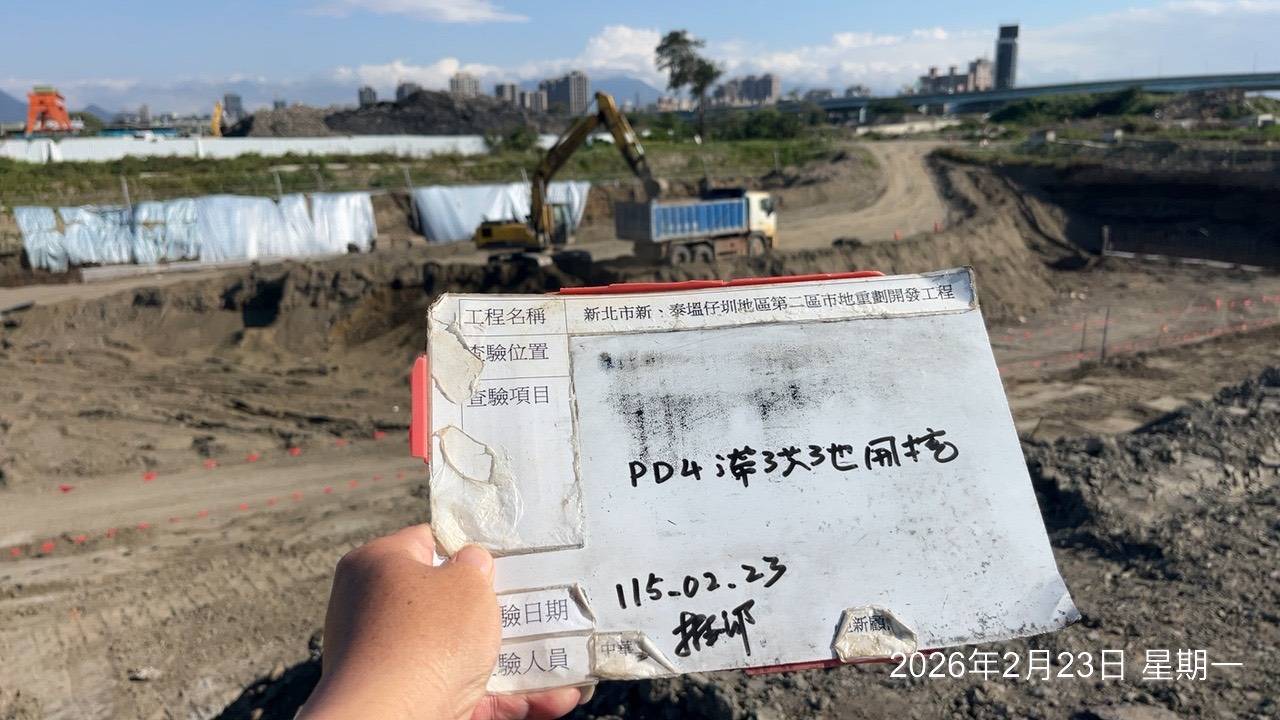 工程名稱 新北市新、泰塭仔圳地區第二區市地重劃開發工程
查驗位置
查驗項目
PD4滯洪池開挖
115.02.23
驗日期
驗人員
中華
新顧
2026年2月23日 星期一